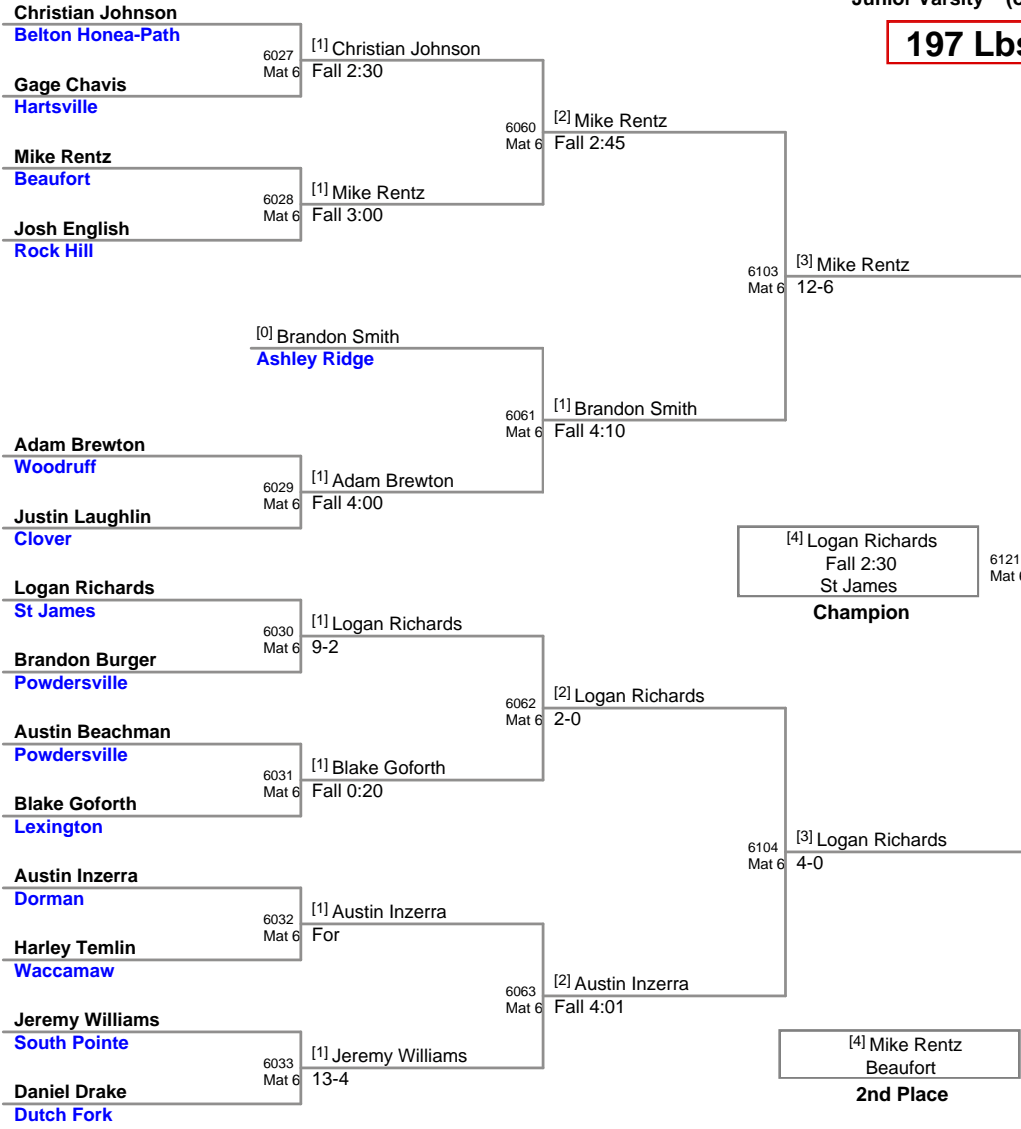 Junior Varsity
197 Lbs
Christian Johnson
Belton Honea-Path
6027
Mat 6
[1] Christian Johnson
Fall 2:30
Gage Chavis
Hartsville
6060
Mat 6
[2] Mike Rentz
Fall 2:45
Mike Rentz
Beaufort
6028
Mat 6
[1] Mike Rentz
Fall 3:00
Josh English
Rock Hill
6103
Mat 6
[3] Mike Rentz
12-6
[0] Brandon Smith
Ashley Ridge
6061
Mat 6
[1] Brandon Smith
Fall 4:10
Adam Brewton
Woodruff
6029
Mat 6
[1] Adam Brewton
Fall 4:00
Justin Laughlin
Clover
[4] Logan Richards
Fall 2:30
St James
Champion
6121
Mat
Logan Richards
St James
6030
Mat 6
[1] Logan Richards
9-2
Brandon Burger
Powdersville
6062
Mat 6
[2] Logan Richards
2-0
Austin Beachman
Powdersville
6031
Mat 6
[1] Blake Goforth
Fall 0:20
Blake Goforth
Lexington
6104
Mat 6
[3] Logan Richards
4-0
Austin Inzerra
Dorman
6032
Mat 6
[1] Austin Inzerra
For
Harley Temlin
Waccamaw
6063
Mat 6
[2] Austin Inzerra
Fall 4:01
Jeremy Williams
South Pointe
6033
Mat 6
[1] Jeremy Williams
13-4
Daniel Drake
Dutch Fork
[4] Mike Rentz
Beaufort
2nd Place